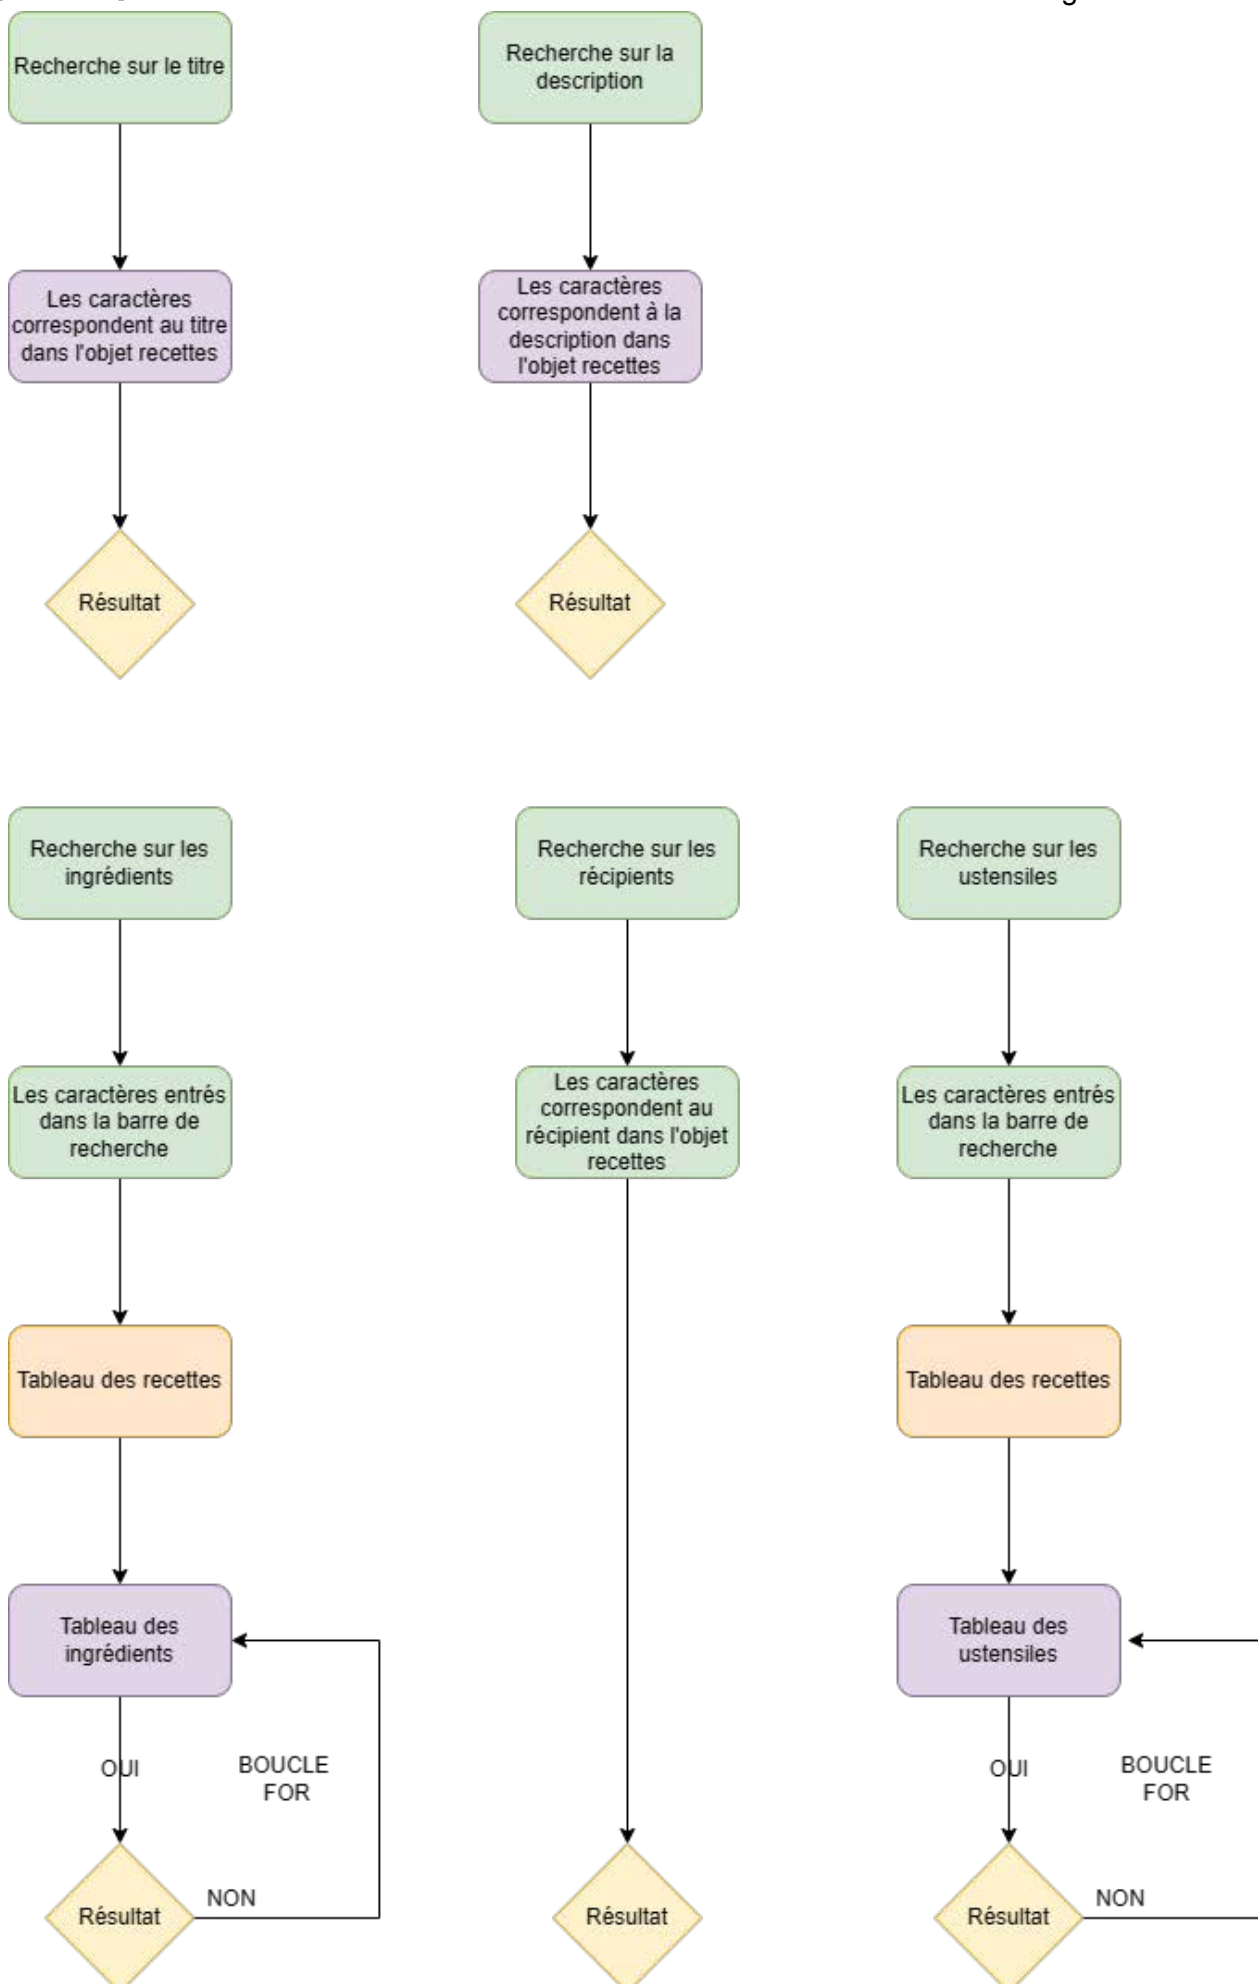 Recherche sur le titre
Recherche sur la
description
Les caractères
correspondent au titre
dans l'objet recettes
Les caractères
correspondent à la
description dans
l'objet recettes
Résultat
Résultat
Recherche sur les
ingrédients
Recherche sur les
récipients
Recherche sur les
ustensiles
Les caractères entrés
dans la barre de
recherche
Les caractères
correspondent au
récipient dans l'objet
recettes
Les caractères entrés
dans la barre de
recherche
Tableau des recettes
Tableau des recettes
Tableau des
ingrédients
Tableau des
ustensiles
OUI
BOUCLE
FOR
OUI
BOUCLE
FOR
Résultat
NON
Résultat
Résultat
NON